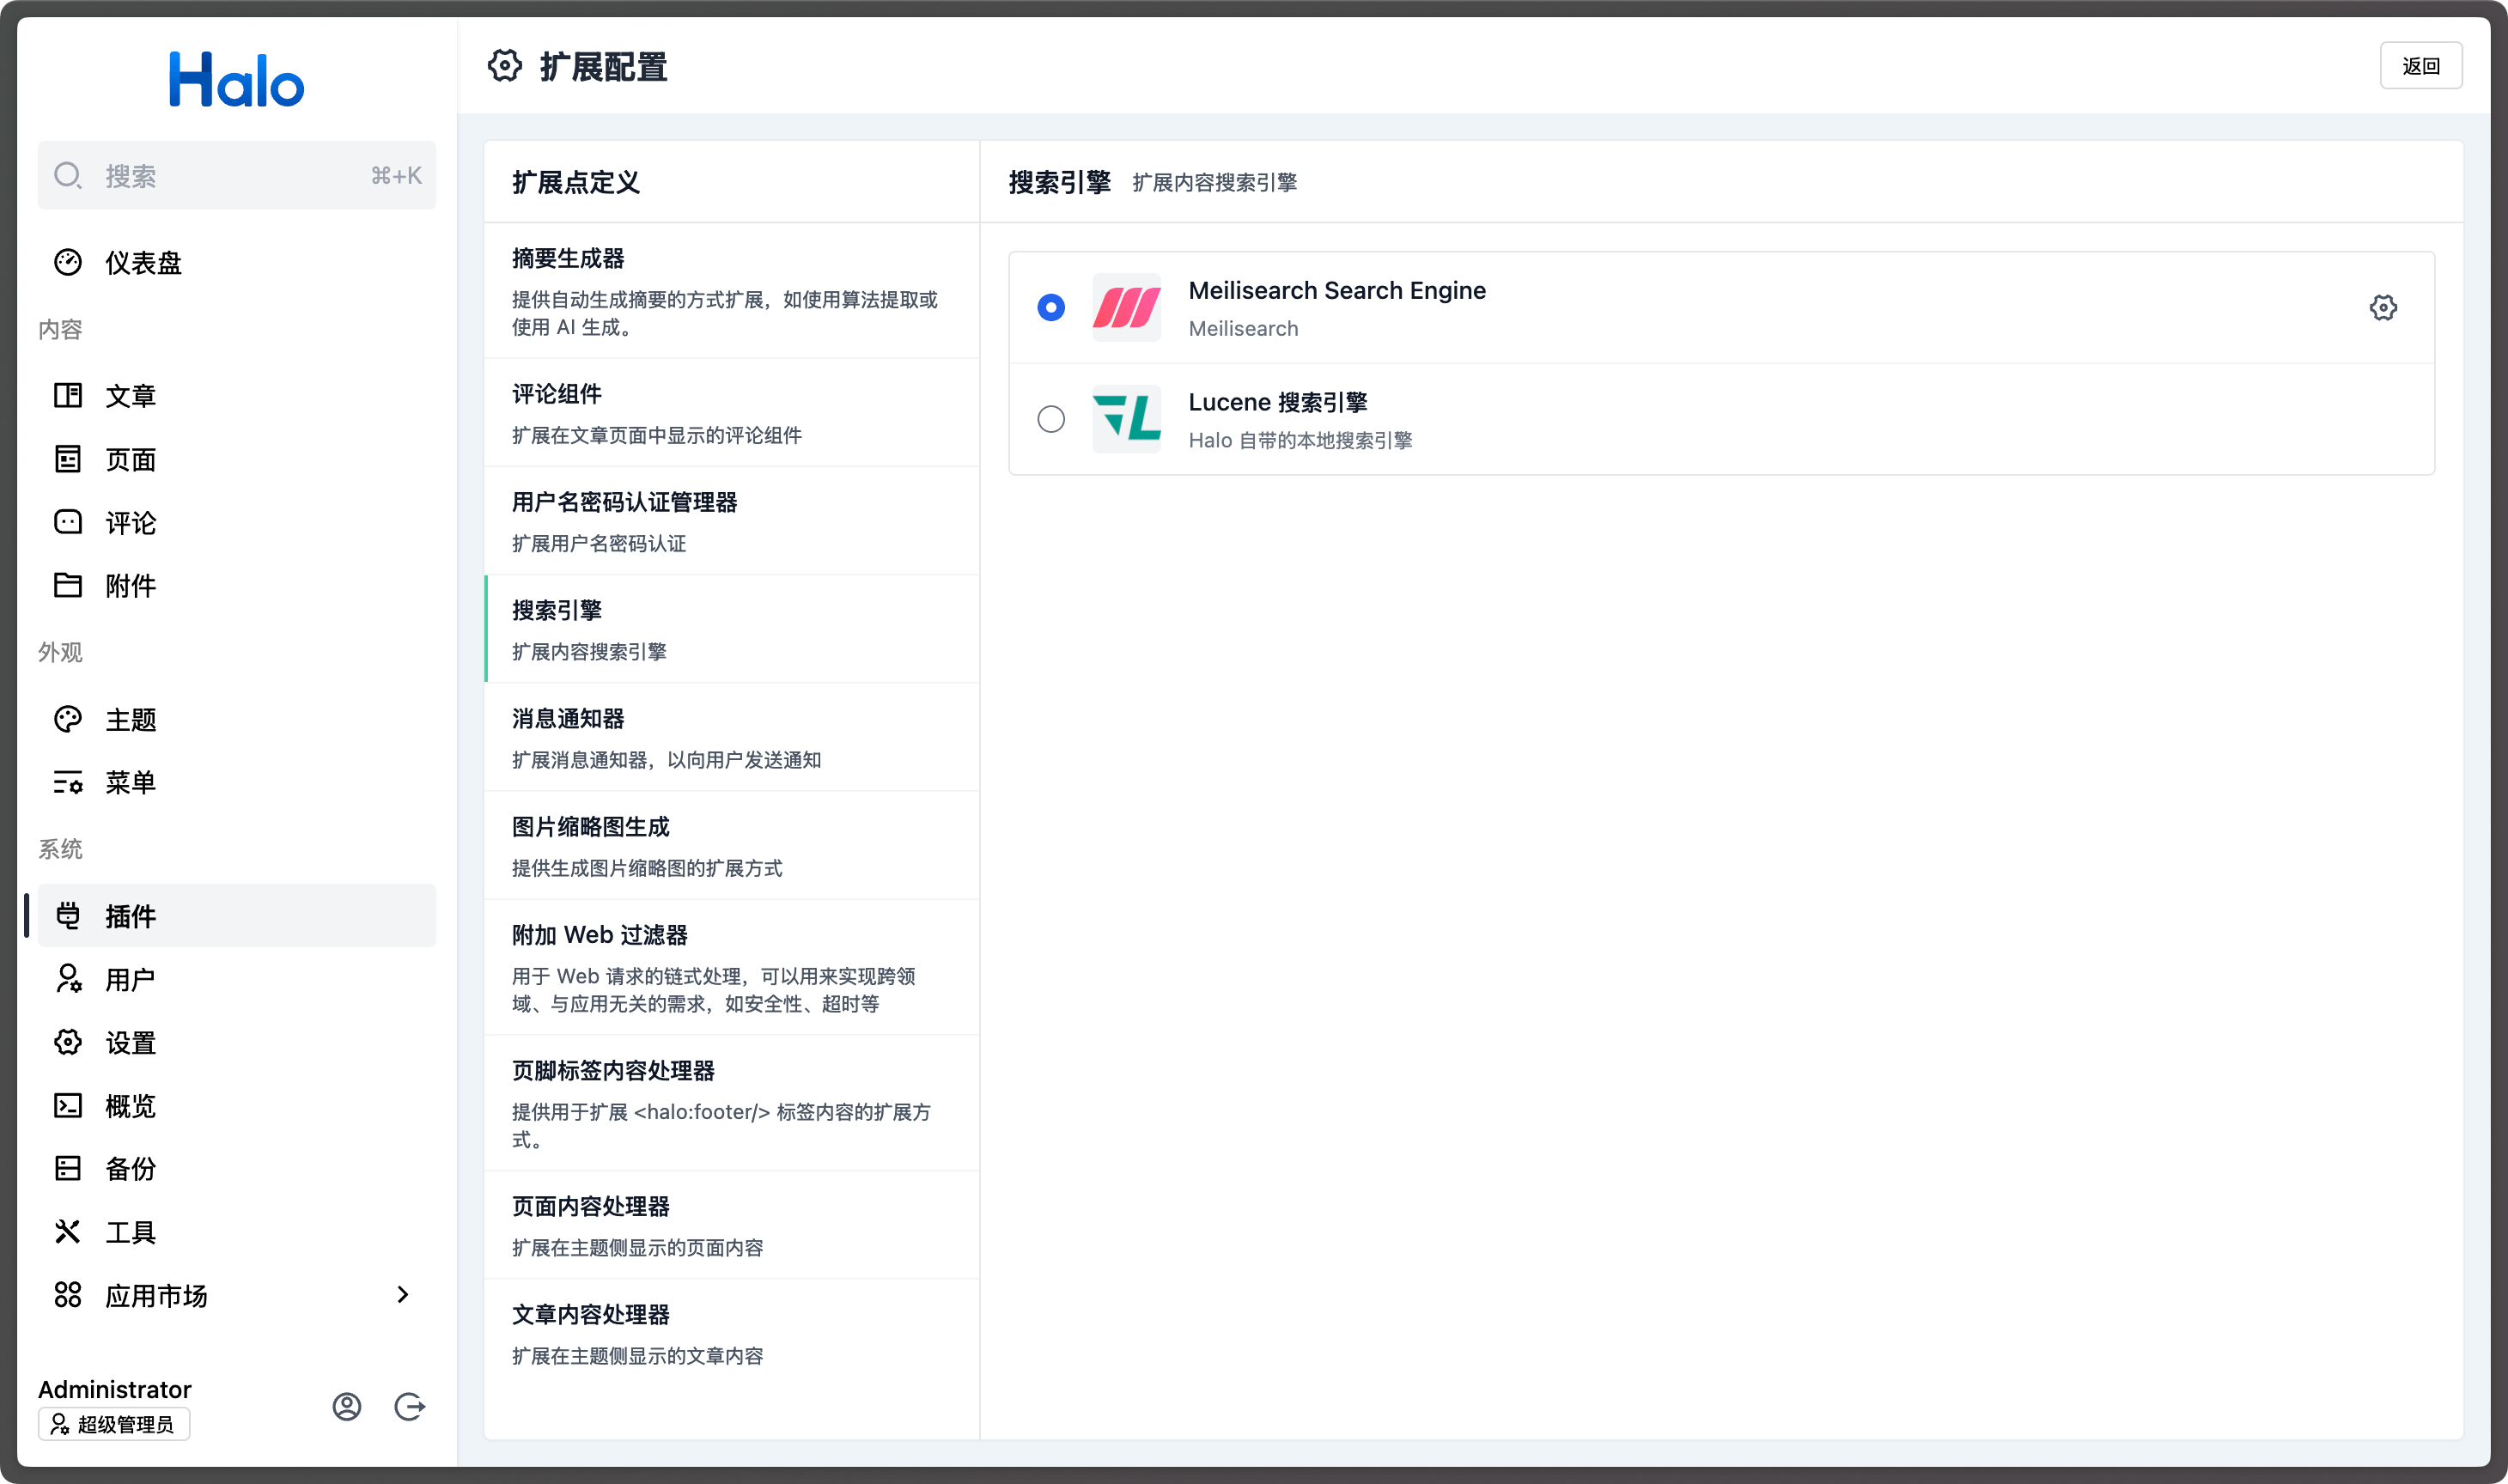 Halo
搜索
⌘+K
仪表盘
内容
文章
页面
评论
附件
外观
主题
菜单
系统
插件
用户
设置
概览
备份
工具
应用市场
Administrator
超级管理员
扩展配置
返回
扩展点定义
摘要生成器
提供自动生成摘要的方式扩展，如使用算法提取或
使用 AI 生成。
评论组件
扩展在文章页面中显示的评论组件
用户名密码认证管理器
扩展用户名密码认证
搜索引擎
扩展内容搜索引擎
消息通知器
扩展消息通知器，以向用户发送通知
图片缩略图生成
提供生成图片缩略图的扩展方式
附加 Web 过滤器
用于 Web 请求的链式处理，可以用来实现跨领
域、与应用无关的需求，如安全性、超时等
页脚标签内容处理器
提供用于扩展 <halo:footer/> 标签内容的扩展方
式。
页面内容处理器
扩展在主题侧显示的页面内容
文章内容处理器
扩展在主题侧显示的文章内容
搜索引擎 扩展内容搜索引擎
Meilisearch Search Engine
Meilisearch
Lucene 搜索引擎
Halo 自带的本地搜索引擎